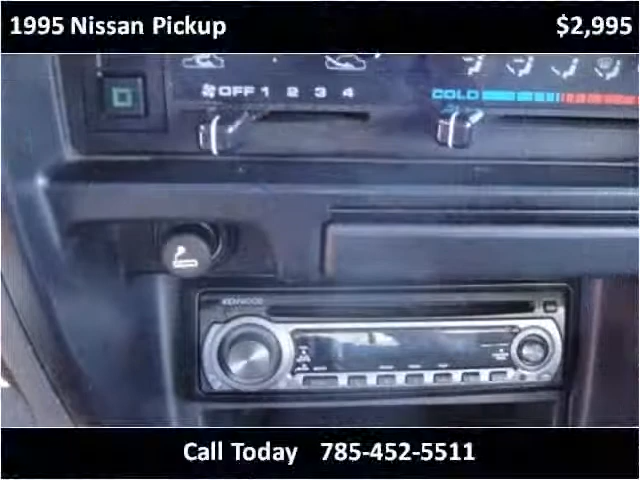 1995 Nissan Pickup $2,995
OFF 1 2 3 4
COLD
KENWOOD
Call Today 785-452-5511